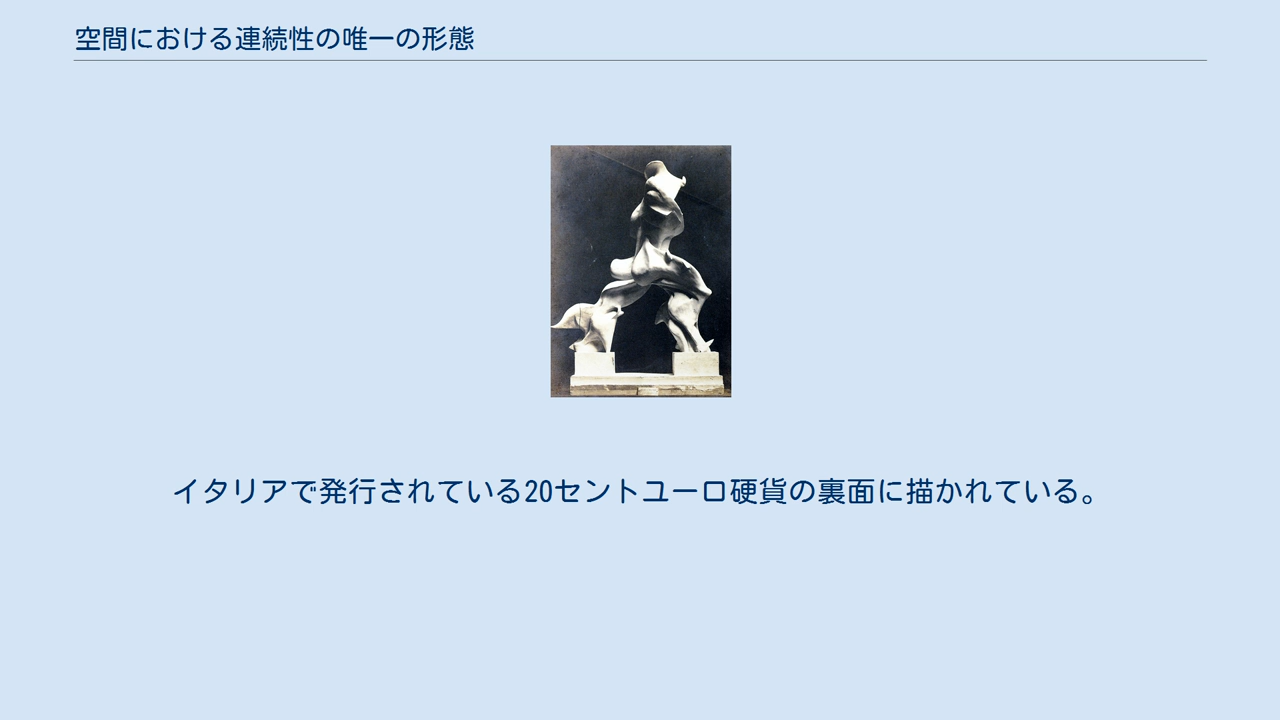 空間における連続性の唯一の形態
イタリアで発行されている20セントユーロ硬貨の裏面に描かれている。